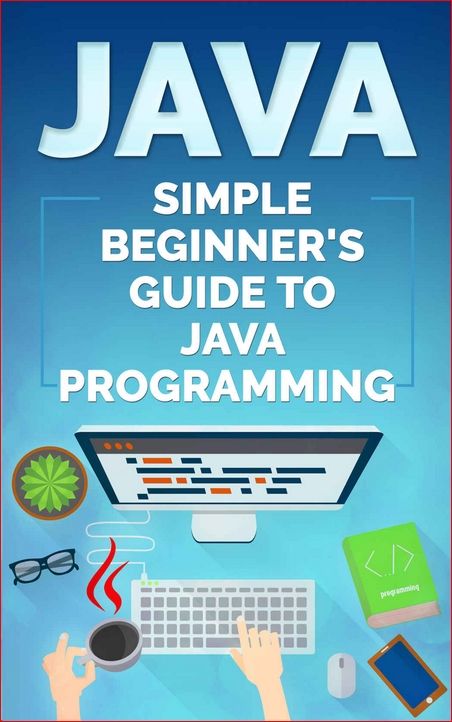 JAVA
SIMPLE
BEGINNER'S
GUIDE TO
JAVA
PROGRAMMING
<../>
programming